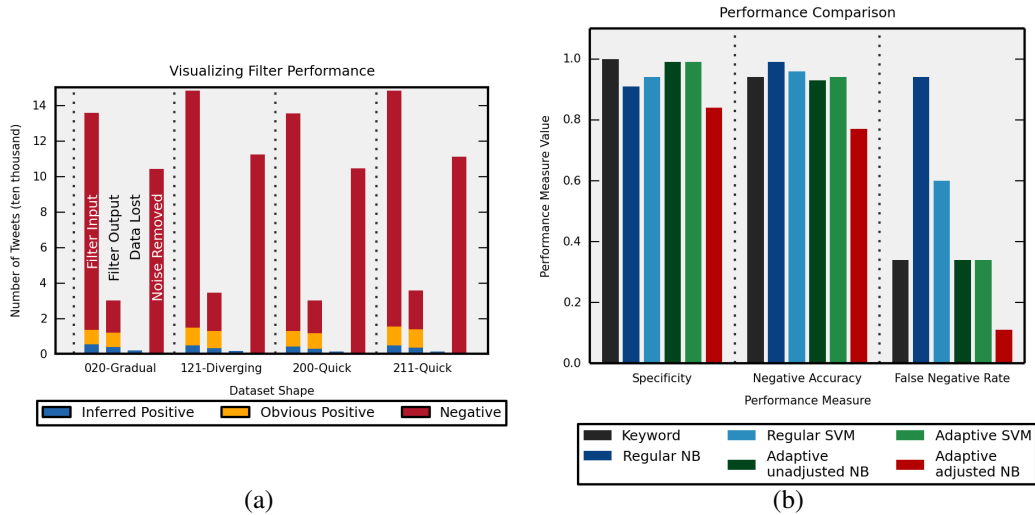 Visualizing Filter Performance
Number of Tweets (ten thousand)
14
12
10
8
6
4
2
0
Filter Input
Filter Output
Data Lost
Noise Removed
020-Gradual
121-Diverging
200-Quick
211-Quick
Dataset Shape
Inferred Positive
Obvious Positive
Negative
(a)
Performance Comparison
Performance Measure Value
1.0
0.8
0.6
0.4
0.2
0.0
Specificity
Negative Accuracy
False Negative Rate
Performance Measure
Keyword
Regular NB
Regular SVM
Adaptive
unadjusted NB
Adaptive SVM
Adaptive
adjusted NB
(b)